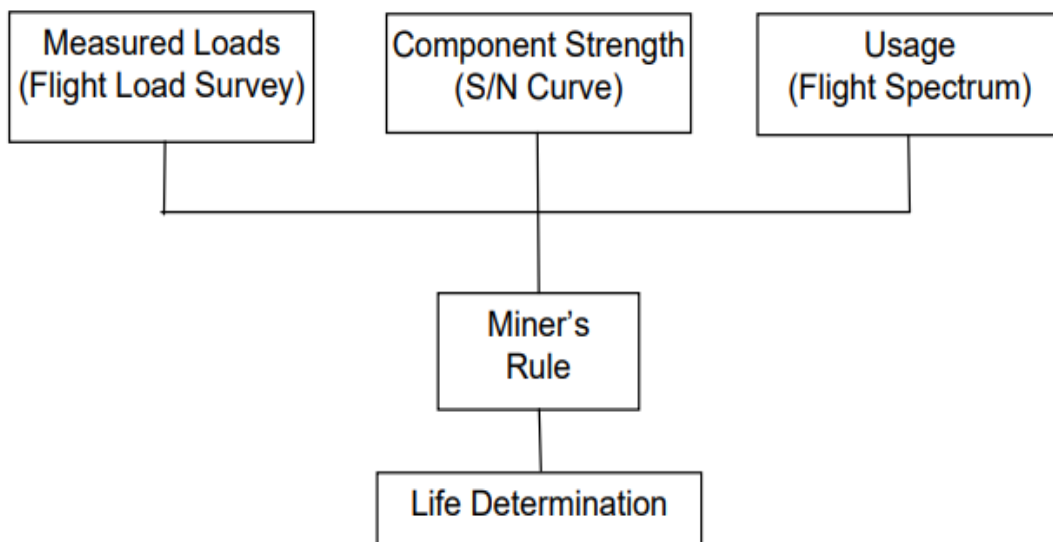 Measured Loads
(Flight Load Survey)
Component Strength
(S/N Curve)
Usage
(Flight Spectrum)
Miner's
Rule
Life Determination